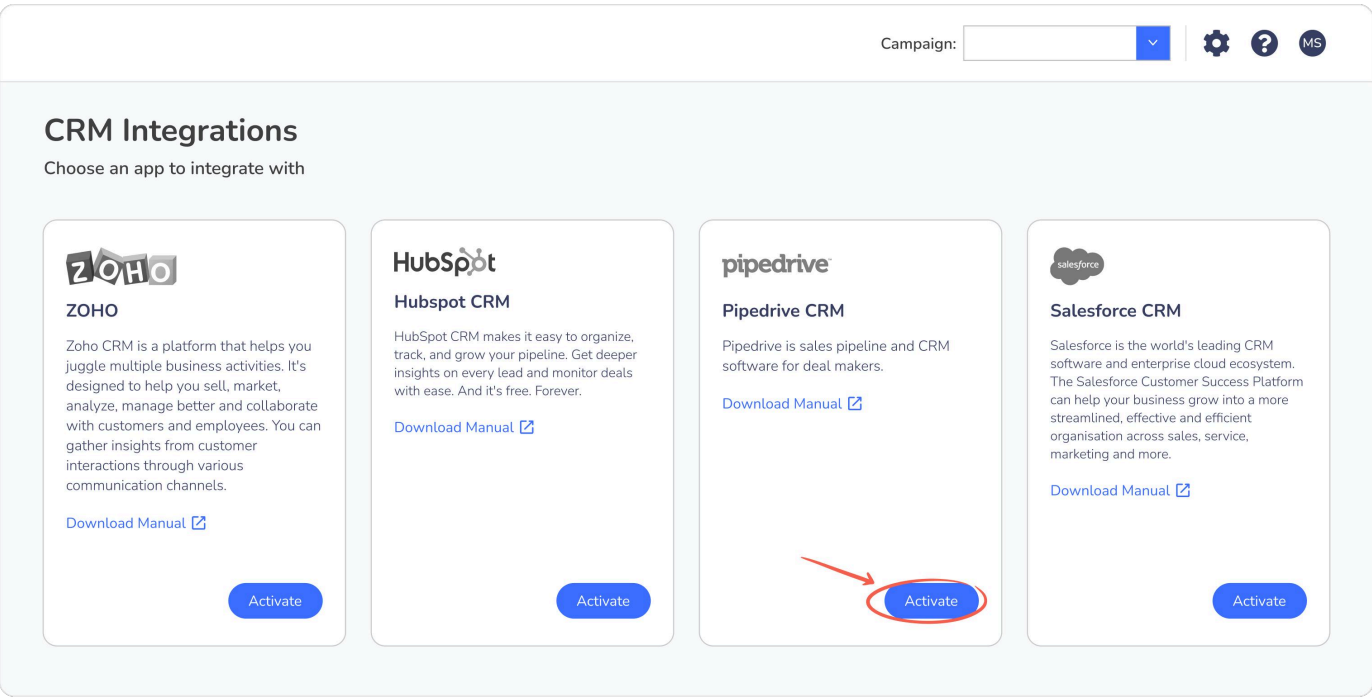 Campaign:
MS
CRM Integrations
Choose an app to integrate with
ZOHO
ZOHO
Zoho CRM is a platform that helps you
juggle multiple business activities. It's
designed to help you sell, market,
analyze, manage better and collaborate
with customers and employees. You can
gather insights from customer
interactions through various
communication channels.
Download Manual
Activate
HubSpot
Hubspot CRM
HubSpot CRM makes it easy to organize,
track, and grow your pipeline. Get deeper
insights on every lead and monitor deals
with ease. And it's free. Forever.
Download Manual
Activate
pipedrive
Pipedrive CRM
Pipedrive is sales pipeline and CRM
software for deal makers.
Download Manual
Activate
salesforce
Salesforce CRM
Salesforce is the world's leading CRM
software and enterprise cloud ecosystem.
The Salesforce Customer Success Platform
can help your business grow into a more
streamlined, effective and efficient
organisation across sales, service,
marketing and more.
Download Manual
Activate